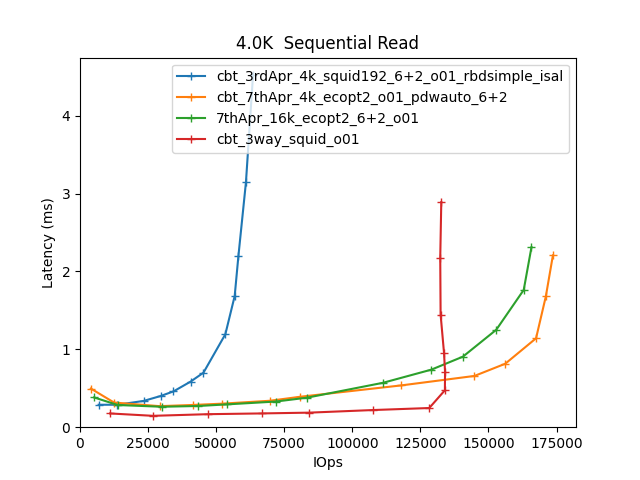 4.0K  Sequential Read
cbt_3rdApr_4k_squid192_6+2_o01_rbdsimple_isal
cbt_7thApr_4k_ecopt2_o01_pdwauto_6+2
7thApr_16k_ecopt2_6+2_o01
cbt_3way_squid_o01
Latency (ms)
4
3
2
1
0
0 25000 50000 75000 100000 125000 150000 175000
IOps